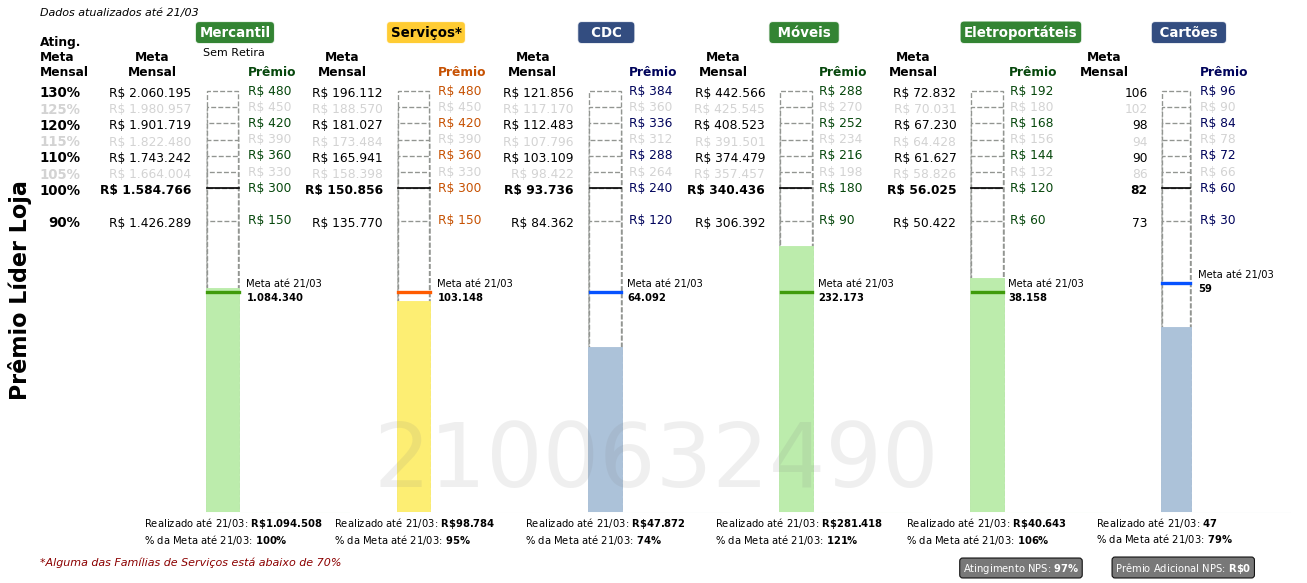 Dados atualizados até 21/03
Mercantil Serviços* CDC Móveis Eletroportáteis Cartões
Sem Retira
Ating. Meta Mensal Meta Mensal Prêmio Meta Mensal Prêmio Meta Mensal Prêmio Meta Mensal Prêmio Meta Mensal Prêmio Meta Mensal Prêmio
130% R$ 2.060.195 R$ 480 R$ 196.112 R$ 480 R$ 121.856 R$ 384 R$ 442.566 R$ 288 R$ 72.832 R$ 192 106 R$ 96
125% R$ 1.980.957 R$ 450 R$ 188.570 R$ 450 R$ 117.170 R$ 360 R$ 425.545 R$ 270 R$ 70.031 R$ 180 102 R$ 90
120% R$ 1.901.719 R$ 420 R$ 181.027 R$ 420 R$ 112.483 R$ 336 R$ 408.523 R$ 252 R$ 67.230 R$ 168 98 R$ 84
115% R$ 1.822.480 R$ 390 R$ 173.484 R$ 390 R$ 107.796 R$ 312 R$ 391.501 R$ 234 R$ 64.428 R$ 156 94 R$ 78
110% R$ 1.743.242 R$ 360 R$ 165.941 R$ 360 R$ 103.109 R$ 288 R$ 374.479 R$ 216 R$ 61.627 R$ 144 90 R$ 72
105% R$ 1.664.004 R$ 330 R$ 158.398 R$ 330 R$ 98.422 R$ 264 R$ 357.457 R$ 198 R$ 58.826 R$ 132 86 R$ 66
100% R$ 1.584.766 R$ 300 R$ 150.856 R$ 300 R$ 93.736 R$ 240 R$ 340.436 R$ 180 R$ 56.025 R$ 120 82 R$ 60
90% R$ 1.426.289 R$ 150 R$ 135.770 R$ 150 R$ 84.362 R$ 120 R$ 306.392 R$ 90 R$ 50.422 R$ 60 73 R$ 30
Prêmio Líder Loja
Meta até 21/03 Meta até 21/03 Meta até 21/03 Meta até 21/03 Meta até 21/03 Meta até 21/03
1.084.340 103.148 64.092 232.173 38.158 59
2100632490
Realizado até 21/03: R$1.094.508 Realizado até 21/03: R$98.784 Realizado até 21/03: R$47.872 Realizado até 21/03: R$281.418 Realizado até 21/03: R$40.643 Realizado até 21/03: 47
% da Meta até 21/03: 100% % da Meta até 21/03: 95% % da Meta até 21/03: 74% % da Meta até 21/03: 121% % da Meta até 21/03: 106% % da Meta até 21/03: 79%
*Alguma das Famílias de Serviços está abaixo de 70% Atingimento NPS: 97% Prêmio Adicional NPS: R$0